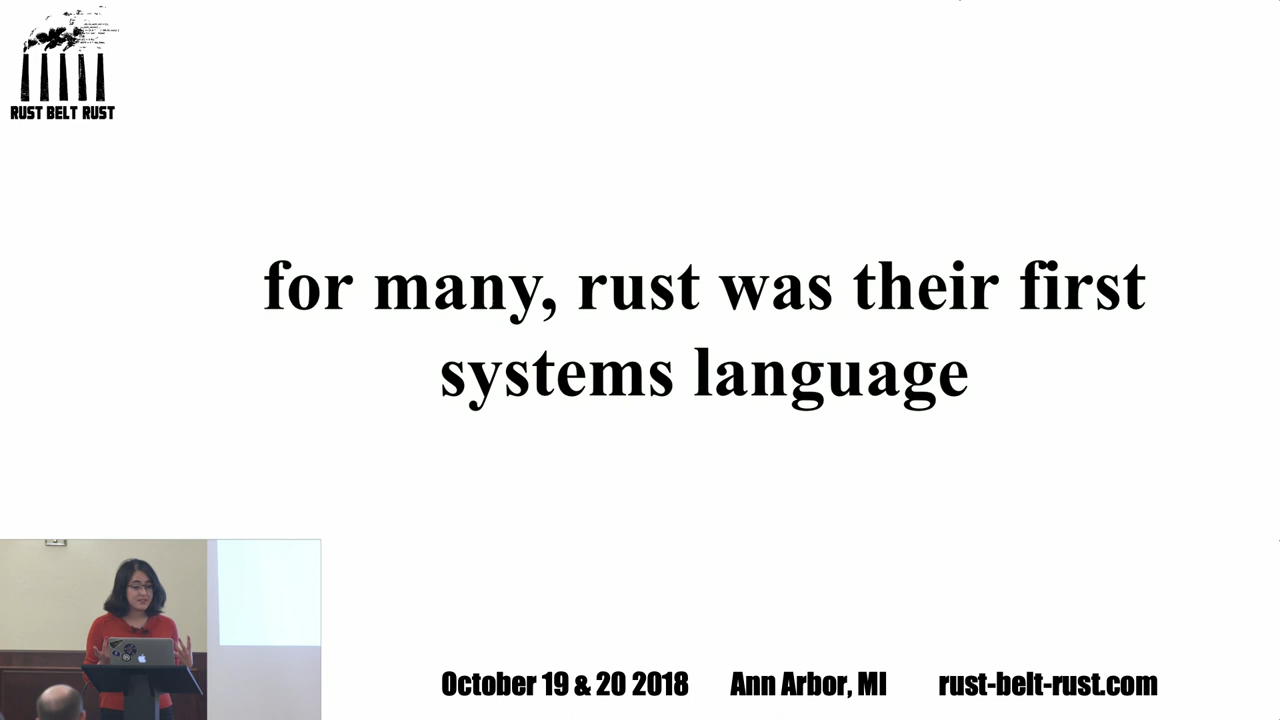 RUST BELT RUST
for many, rust was their first
systems language
October 19 & 20 2018 Ann Arbor, MI rust-belt-rust.com